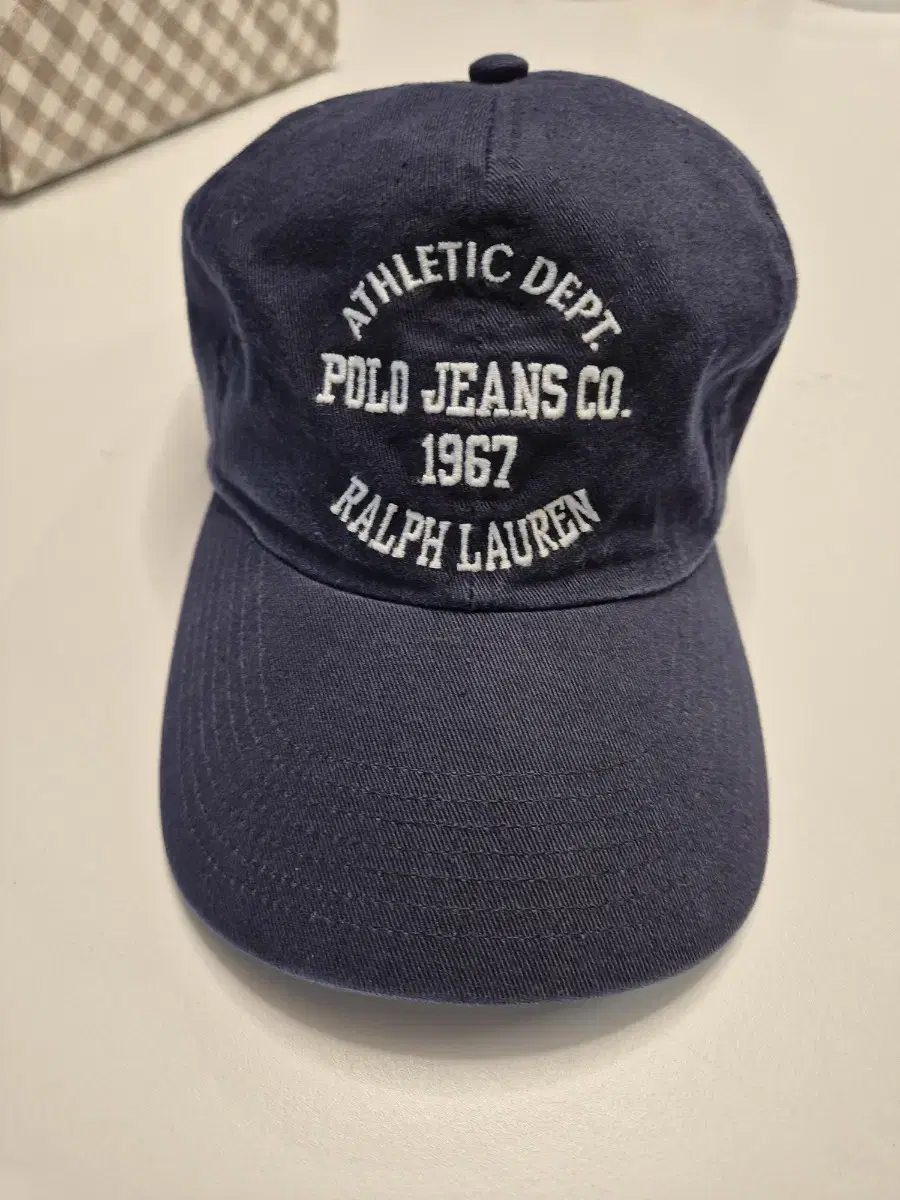 ATHLETIC DEPT.
POLO JEANS CO.
1967
RALPH LAUREN